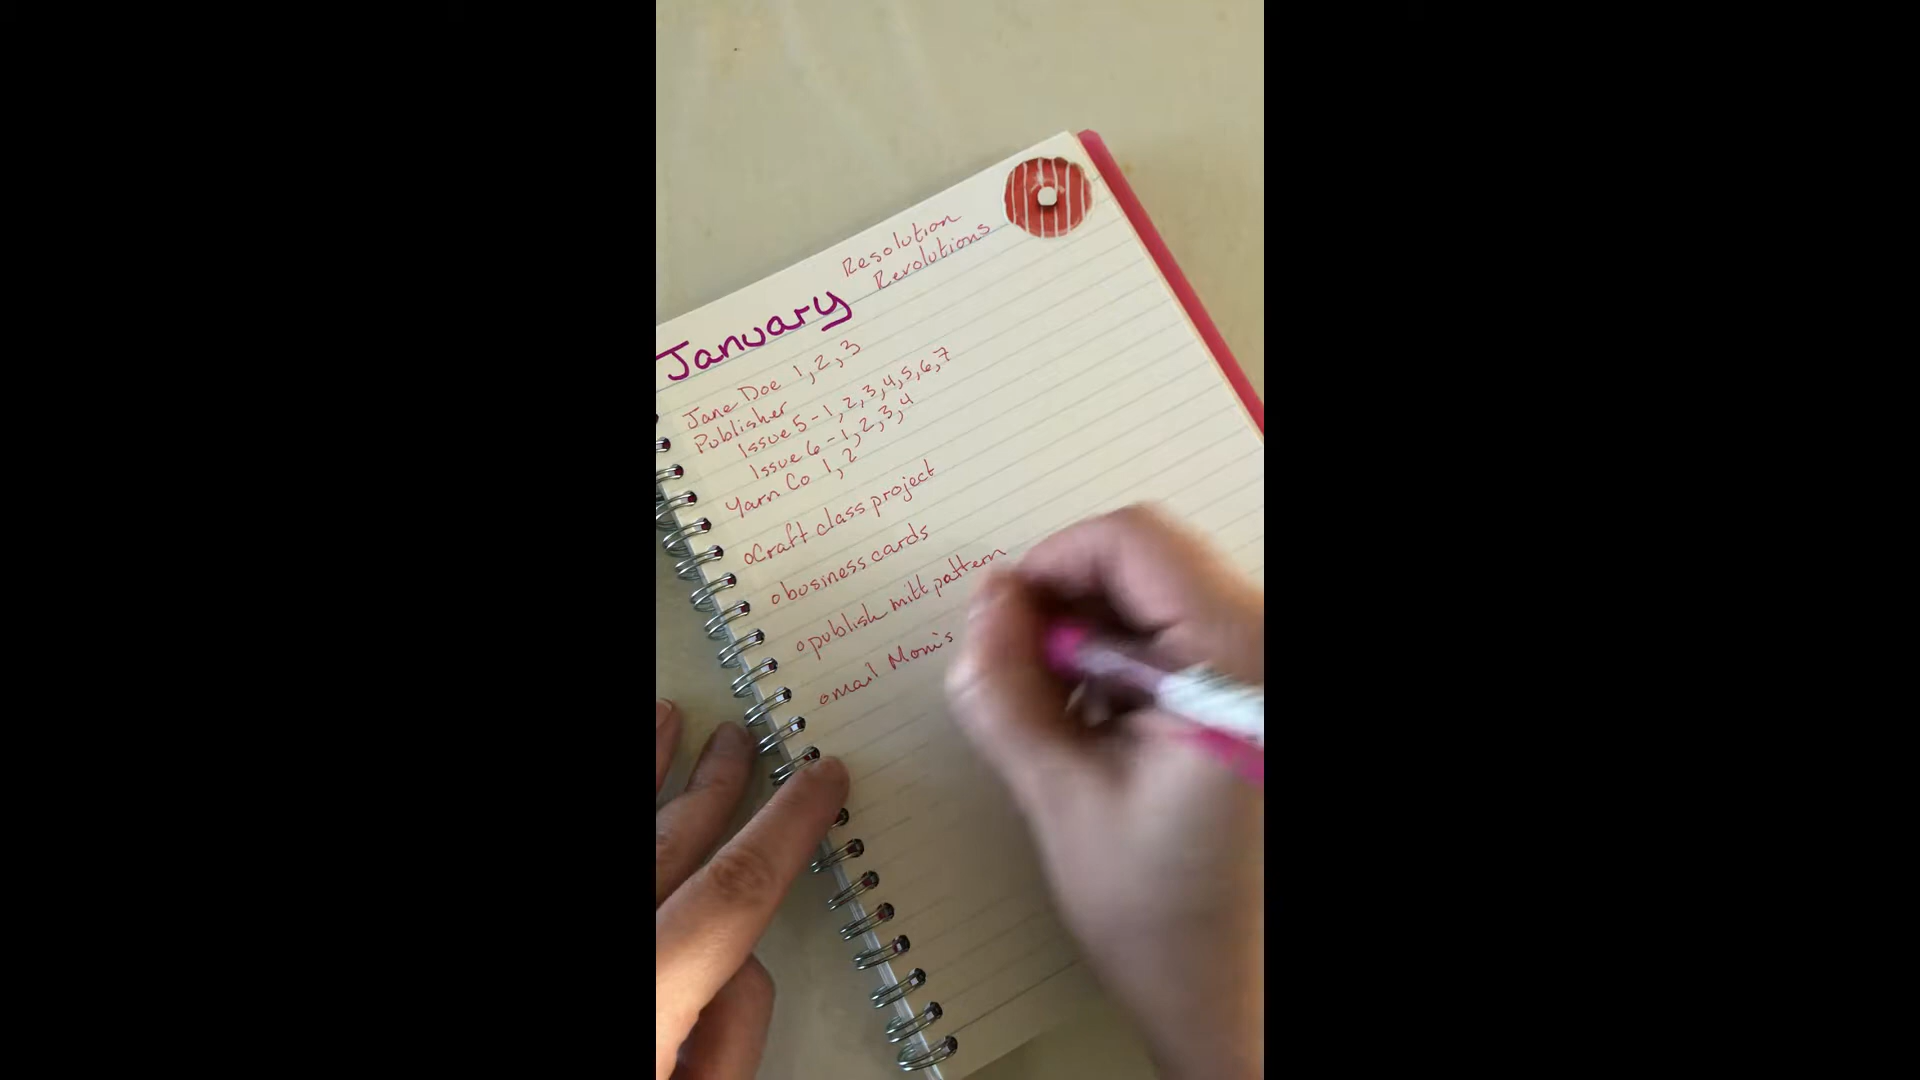 Resolution
Revolutions
January
Jane Doe 1, 2, 3
Publisher
Issue 5 - 1, 2, 3, 4, 5, 6, 7
Issue 6 - 1, 2, 3, 4
Yarn Co 1, 2
o Craft class project
o business cards
o publish mitt pattern
o mail Mom's